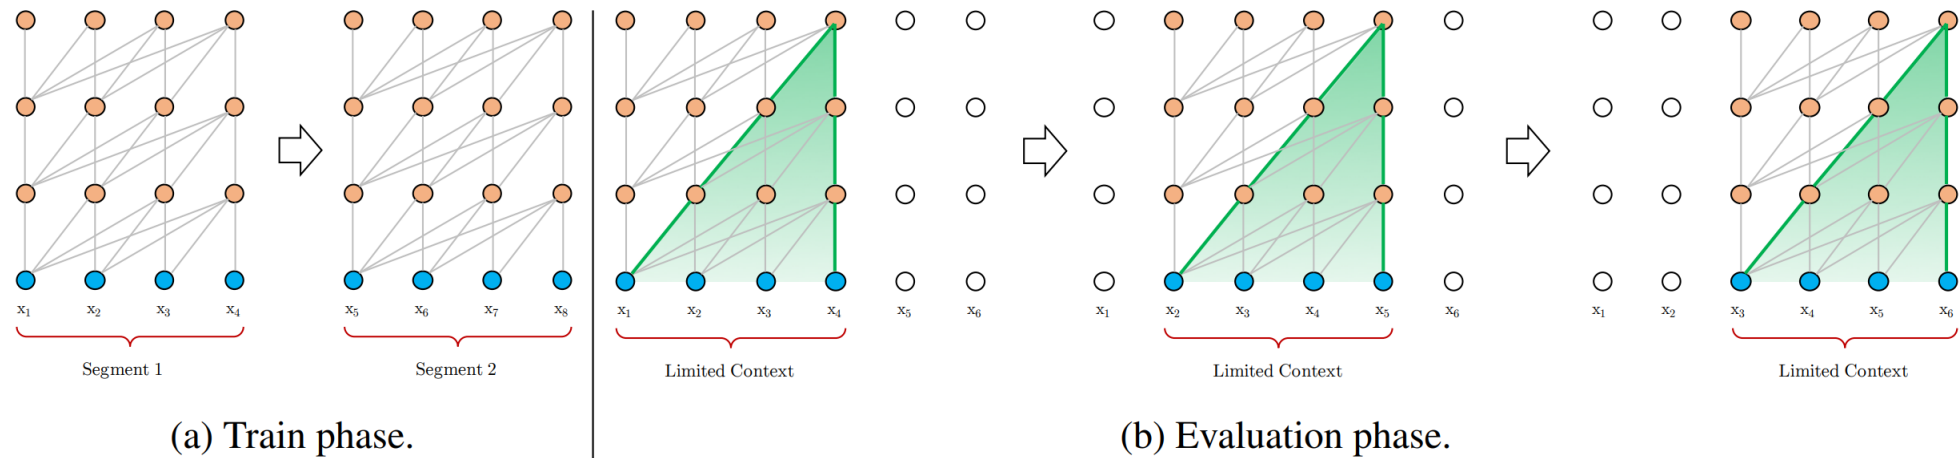 x₁ x₂ x₃ x₄
Segment 1
x₅ x₆ x₇ x₈
Segment 2
(a) Train phase.
x₁ x₂ x₃ x₄ x₅ x₆
Limited Context
x₁ x₂ x₃ x₄ x₅ x₆
Limited Context
x₁ x₂ x₃ x₄ x₅ x₆
Limited Context
(b) Evaluation phase.